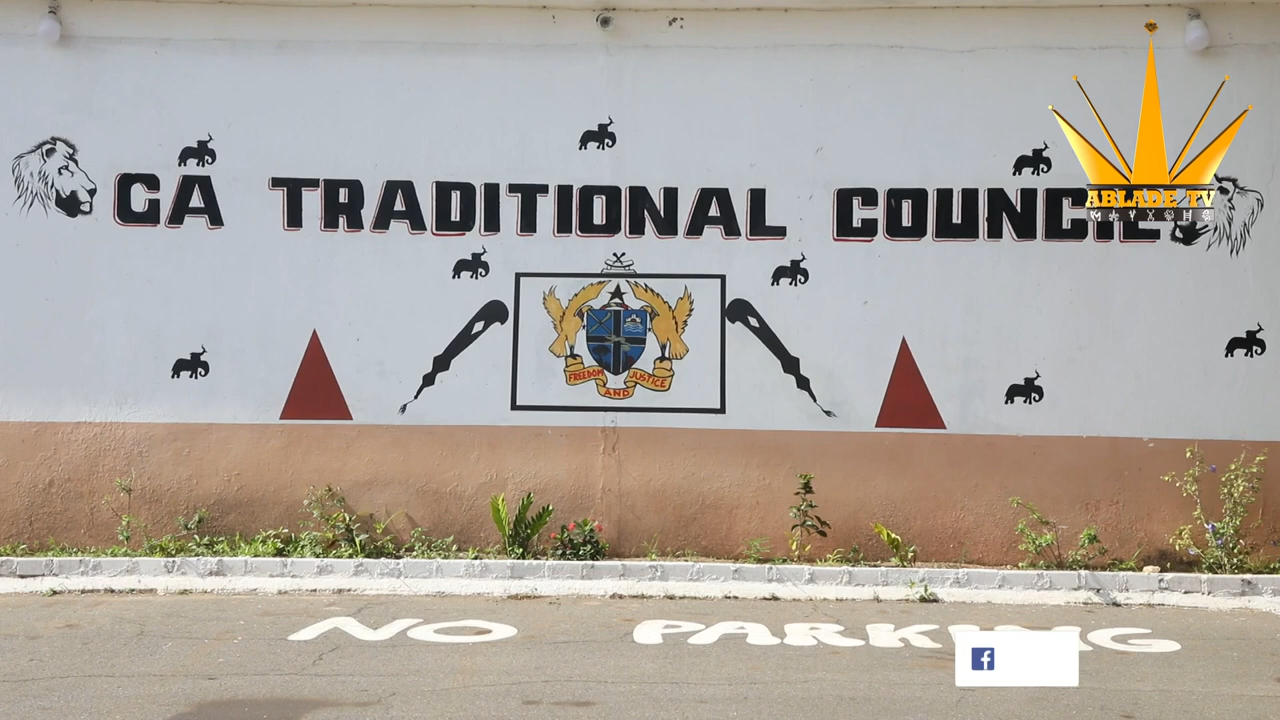 GA TRADITIONAL COUNCIL
ABLADE TV
FREEDOM AND JUSTICE
NO PARKING